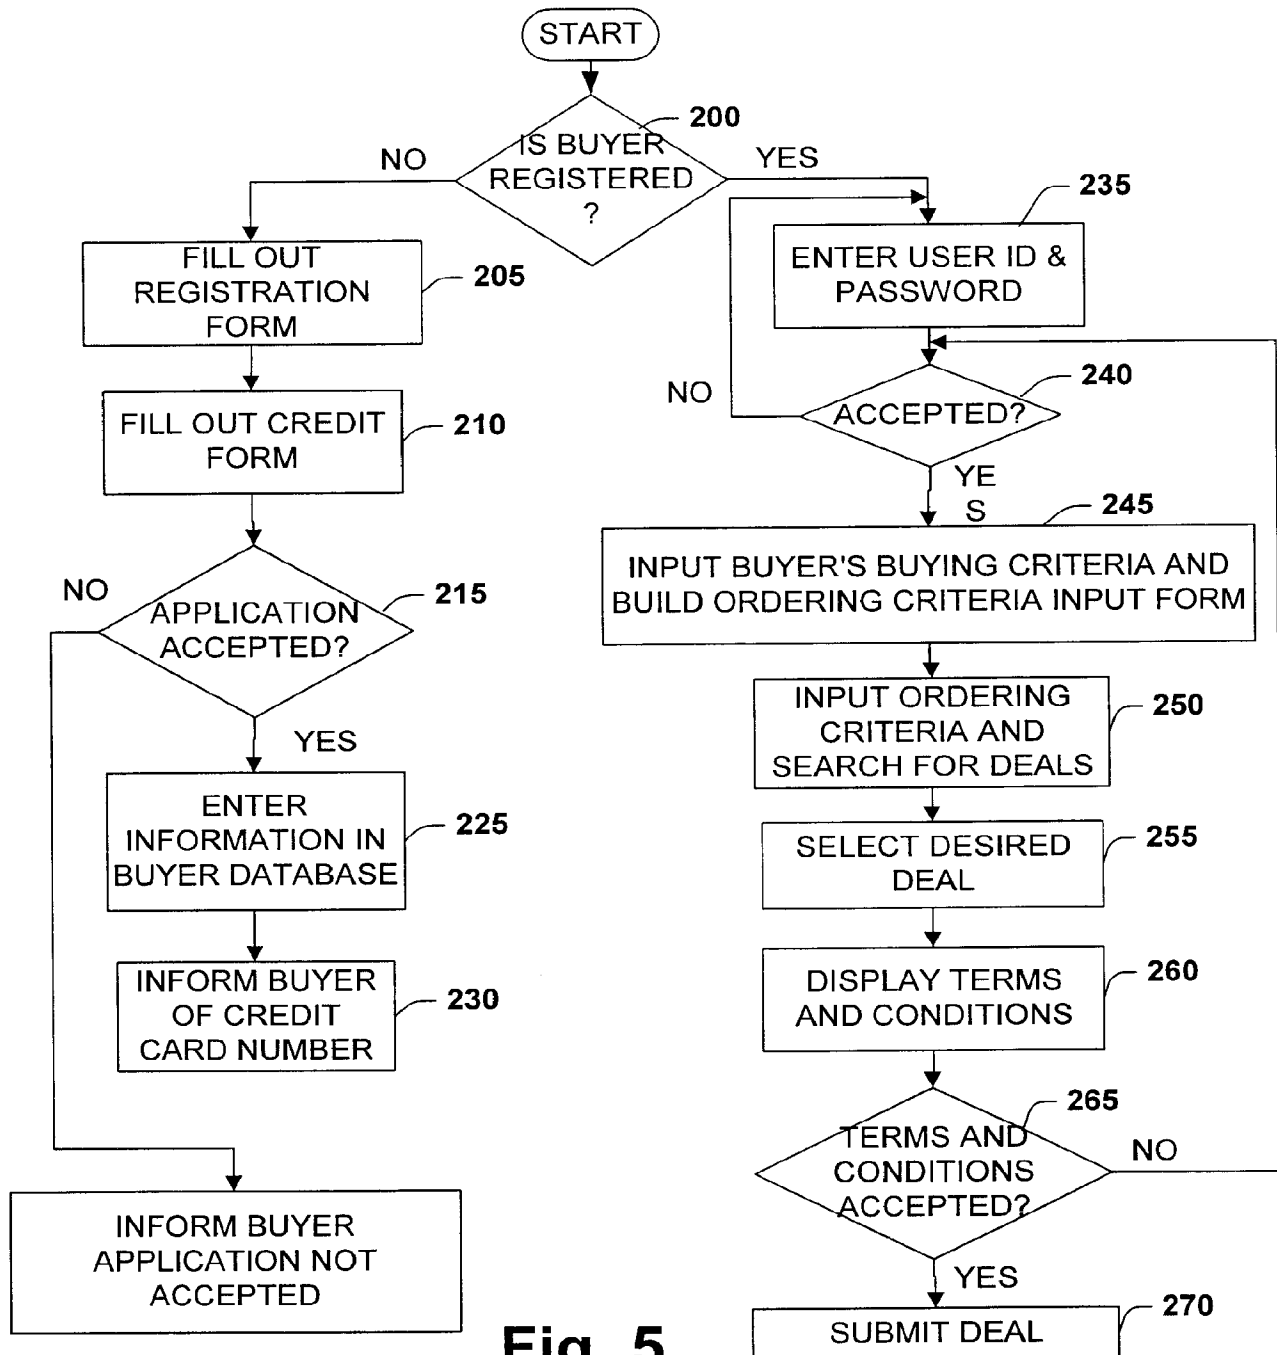 START
200
IS BUYER
REGISTERED
?
NO
YES
FILL OUT
REGISTRATION
FORM
205
FILL OUT CREDIT
FORM
210
APPLICATION
ACCEPTED?
215
NO
YES
ENTER
INFORMATION IN
BUYER DATABASE
225
INFORM BUYER
OF CREDIT
CARD NUMBER
230
INFORM BUYER
APPLICATION NOT
ACCEPTED
235
ENTER USER ID &
PASSWORD
240
NO
ACCEPTED?
YE
S
245
INPUT BUYER'S BUYING CRITERIA AND
BUILD ORDERING CRITERIA INPUT FORM
INPUT ORDERING
CRITERIA AND
SEARCH FOR DEALS
250
SELECT DESIRED
DEAL
255
DISPLAY TERMS
AND CONDITIONS
260
265
TERMS AND
CONDITIONS
ACCEPTED?
NO
YES
270
SUBMIT DEAL
Fig. 5